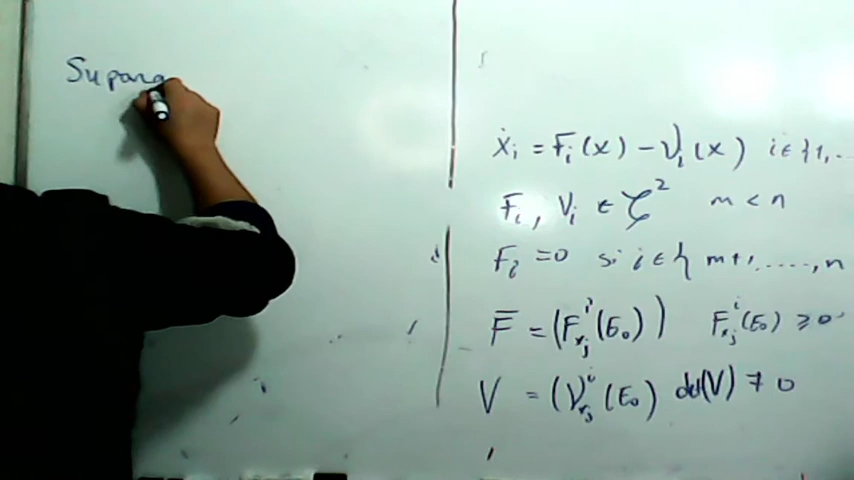 Supong
ẋᵢ = Fᵢ(x) - 𝒱ᵢ(x) i ∈ {1, ..
Fᵢ, Vᵢ ∈ ζ² m < n
Fᵢ = 0 si i ∈ { m+1, ....., n
F̅ = (Fⁱₓⱼ(E₀)) Fⁱₓⱼ(E₀) ≥ 0
V = (𝒱ⁱₓⱼ(E₀)) det(V) ≠ 0